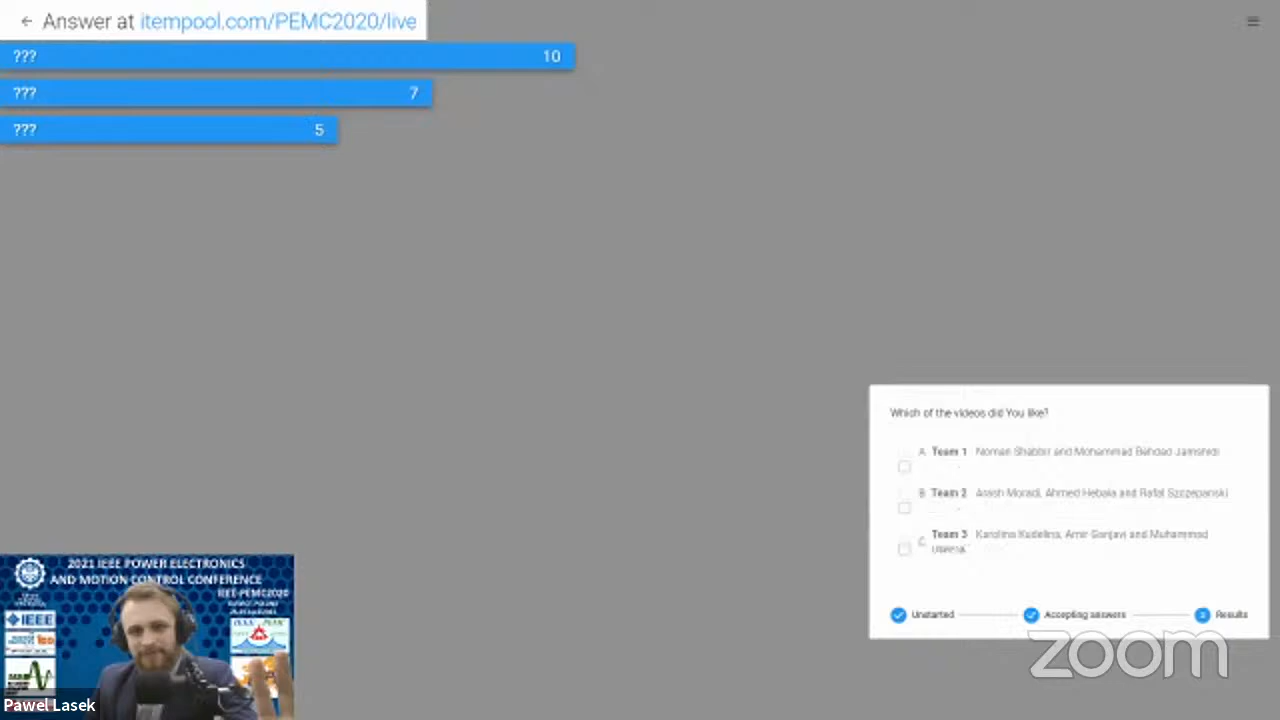 ← Answer at itempool.com/PEMC2020/live
??? 10
??? 7
??? 5
Which of the videos did You like?
A Team 1 Noman Shabbir and Mohammad Behdad Jamshidi
B Team 2 Arash Moradi, Ahmed Hebala and Rafal Szczepanski
C Team 3 Karolina Kudelina, Amir Ganjavi and Muhammad
Unstarted Accepting answers Results
zoom
2021 IEEE POWER ELECTRONICS
AND MOTION CONTROL CONFERENCE
IEEE-PEMC2020
IEEE
Pawel Lasek